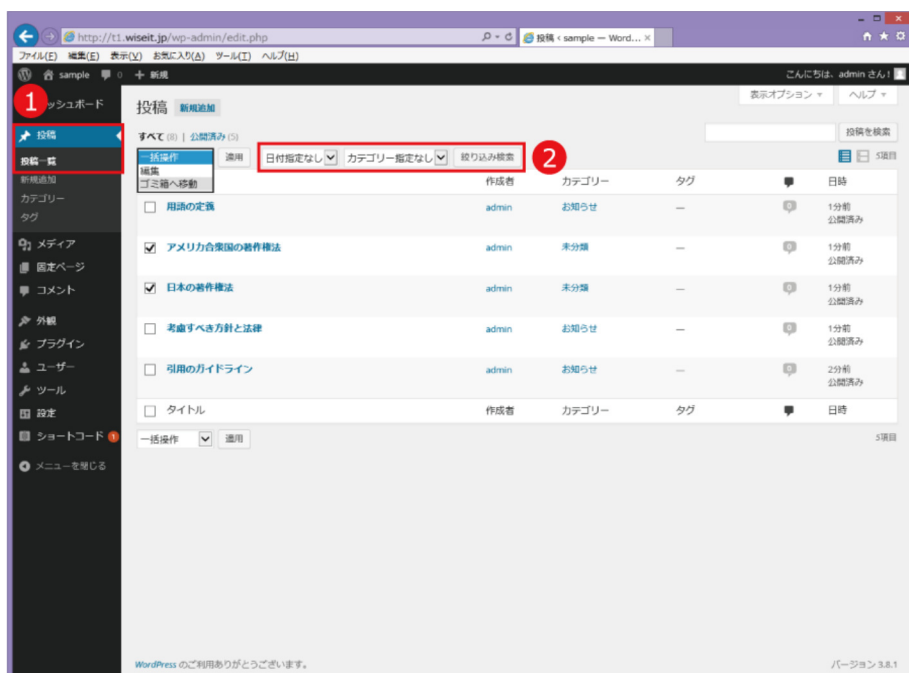 http://t1.wiseit.jp/wp-admin/edit.php
投稿 ‹ sample — Word...
ファイル(F) 編集(E) 表示(V) お気に入り(A) ツール(T) ヘルプ(H)
sample 0 + 新規 こんにちは、admin さん!
1
ッシュボード
投稿
投稿一覧
新規追加
カテゴリー
タグ
メディア
固定ページ
コメント
外観
プラグイン
ユーザー
ツール
設定
ショートコード 1
メニューを閉じる
表示オプション ヘルプ
投稿 新規追加
すべて (8) | 公開済み (5)
投稿を検索
一括操作 適用 日付指定なし カテゴリー指定なし 絞り込み検索 2 5項目
編集
ゴミ箱へ移動
作成者 カテゴリー タグ 日時
用語の定義 admin お知らせ — 0 1分前
公開済み
アメリカ合衆国の著作権法 admin 未分類 — 0 1分前
公開済み
日本の著作権法 admin 未分類 — 0 1分前
公開済み
考慮すべき方針と法律 admin お知らせ — 0 1分前
公開済み
引用のガイドライン admin お知らせ — 0 2分前
公開済み
タイトル 作成者 カテゴリー タグ 日時
一括操作 適用 5項目
WordPress のご利用ありがとうございます。 バージョン 3.8.1